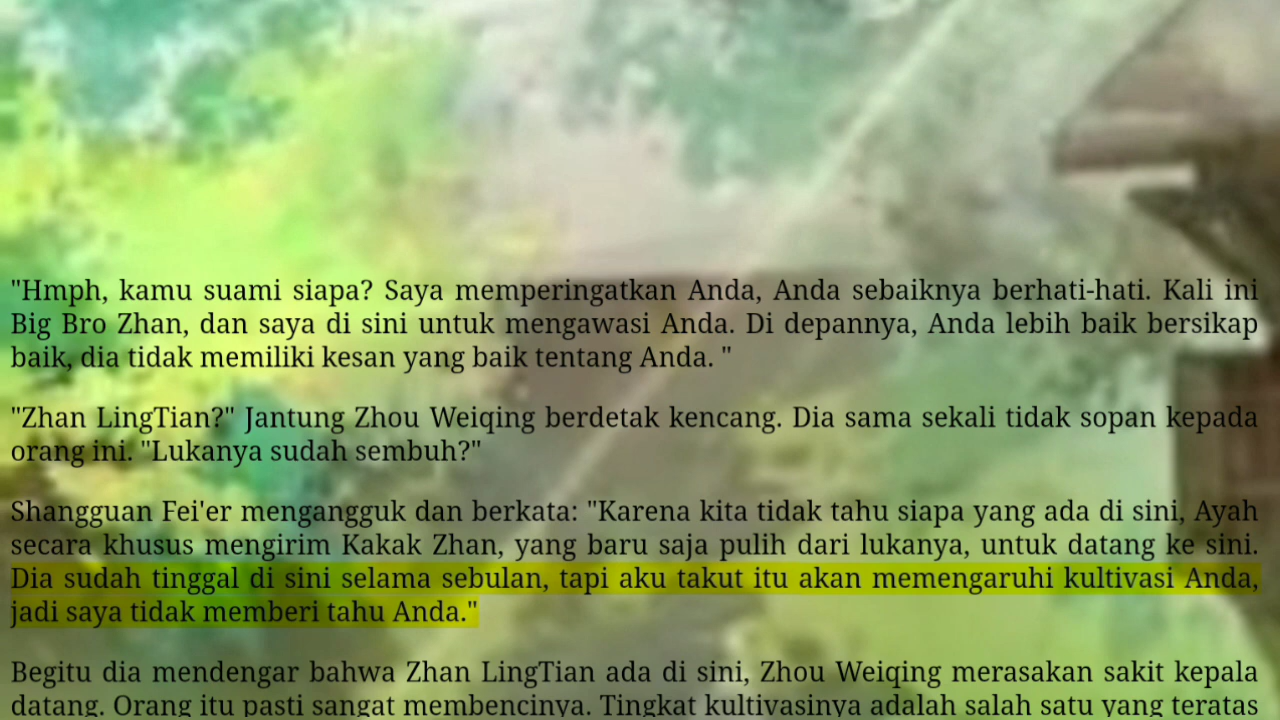 "Hmph, kamu suami siapa? Saya memperingatkan Anda, Anda sebaiknya berhati-hati. Kali ini
Big Bro Zhan, dan saya di sini untuk mengawasi Anda. Di depannya, Anda lebih baik bersikap
baik, dia tidak memiliki kesan yang baik tentang Anda. "
"Zhan LingTian?" Jantung Zhou Weiqing berdetak kencang. Dia sama sekali tidak sopan kepada
orang ini. "Lukanya sudah sembuh?"
Shangguan Fei'er mengangguk dan berkata: "Karena kita tidak tahu siapa yang ada di sini, Ayah
secara khusus mengirim Kakak Zhan, yang baru saja pulih dari lukanya, untuk datang ke sini.
Dia sudah tinggal di sini selama sebulan, tapi aku takut itu akan memengaruhi kultivasi Anda,
jadi saya tidak memberi tahu Anda."
Begitu dia mendengar bahwa Zhan LingTian ada di sini, Zhou Weiqing merasakan sakit kepala
datang. Orang itu pasti sangat membencinya. Tingkat kultivasinya adalah salah satu yang teratas